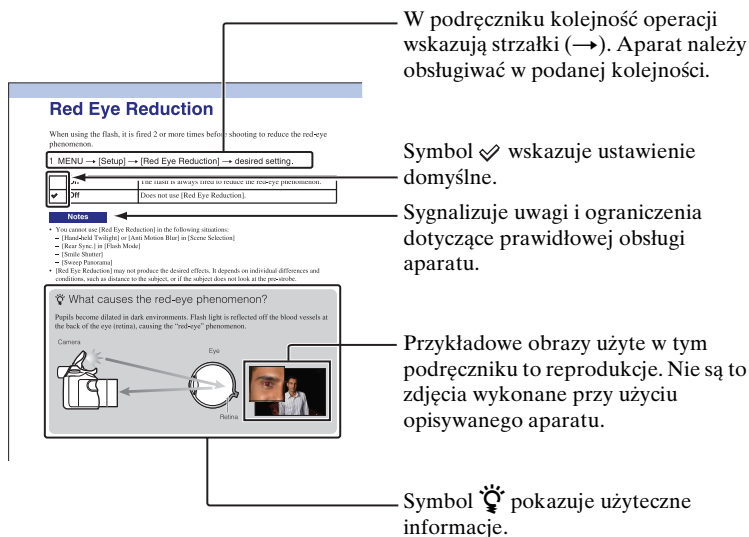 W podręczniku kolejność operacji
wskazują strzałki (→). Aparat należy
obsługiwać w podanej kolejności.
Red Eye Reduction
When using the flash, it is fired 2 or more times before shooting to reduce the red-eye
phenomenon.
1 MENU → [Setup] → [Red Eye Reduction] → desired setting.
The flash is always fired to reduce the red-eye phenomenon.
✔ Off Does not use [Red Eye Reduction].
Symbol ✔ wskazuje ustawienie
domyślne.
Notes
Sygnalizuje uwagi i ograniczenia
dotyczące prawidłowej obsługi
aparatu.
• You cannot use [Red Eye Reduction] in the following situations:
– [Hand-held Twilight] or [Anti Motion Blur] in [Scene Selection]
– [Rear Sync.] in [Flash Mode]
– [Smile Shutter]
– [Sweep Panorama]
• [Red Eye Reduction] may not produce the desired effects. It depends on individual differences and
conditions, such as distance to the subject, or if the subject does not look at the pre-strobe.
What causes the red-eye phenomenon?
Pupils become dilated in dark environments. Flash light is reflected off the blood vessels at
the back of the eye (retina), causing the “red-eye” phenomenon.
Camera
Eye
Retina
Przykładowe obrazy użyte w tym
podręczniku to reprodukcje. Nie są to
zdjęcia wykonane przy użyciu
opisywanego aparatu.
Symbol pokazuje użyteczne
informacje.